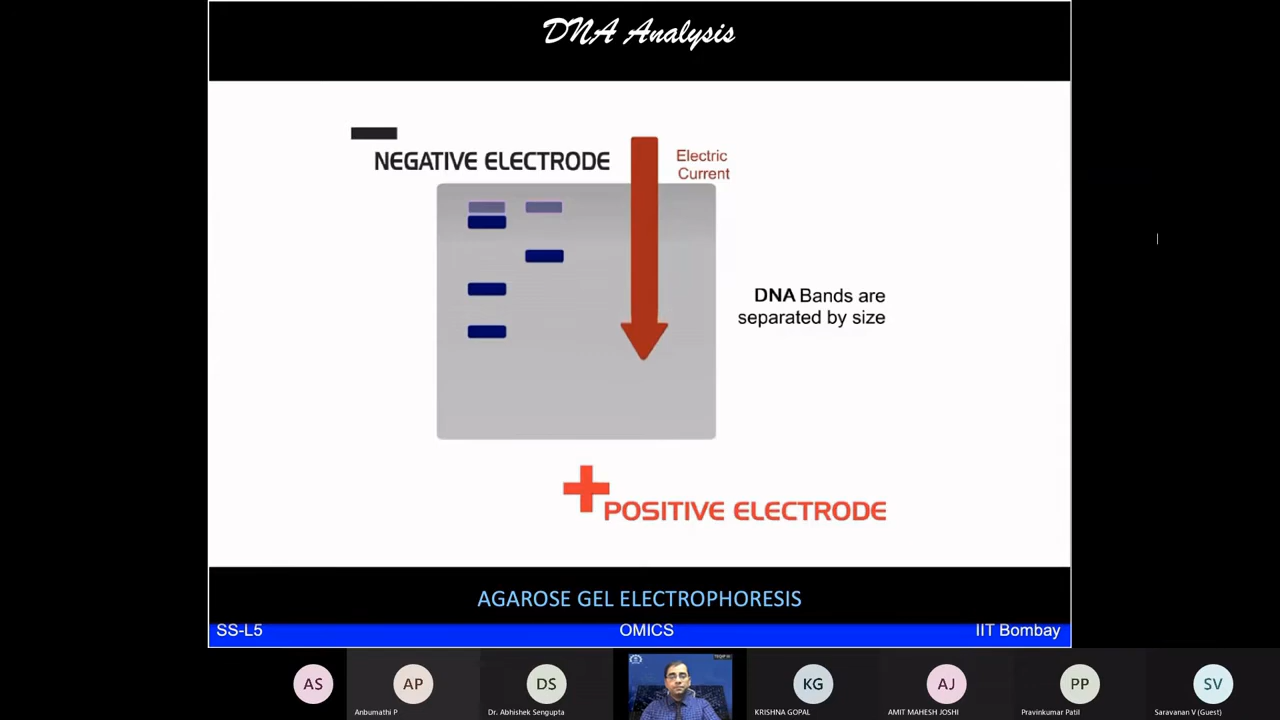 DNA Analysis
NEGATIVE ELECTRODE
Electric
Current
DNA Bands are
separated by size
POSITIVE ELECTRODE
AGAROSE GEL ELECTROPHORESIS
SS-L5 OMICS IIT Bombay
AS AP DS KG AJ PP SV
Anbumathi P Dr. Abhishek Sengupta KRISHNA GOPAL AMIT MAHESH JOSHI Pravinkumar Patil Saravanan V (Guest)